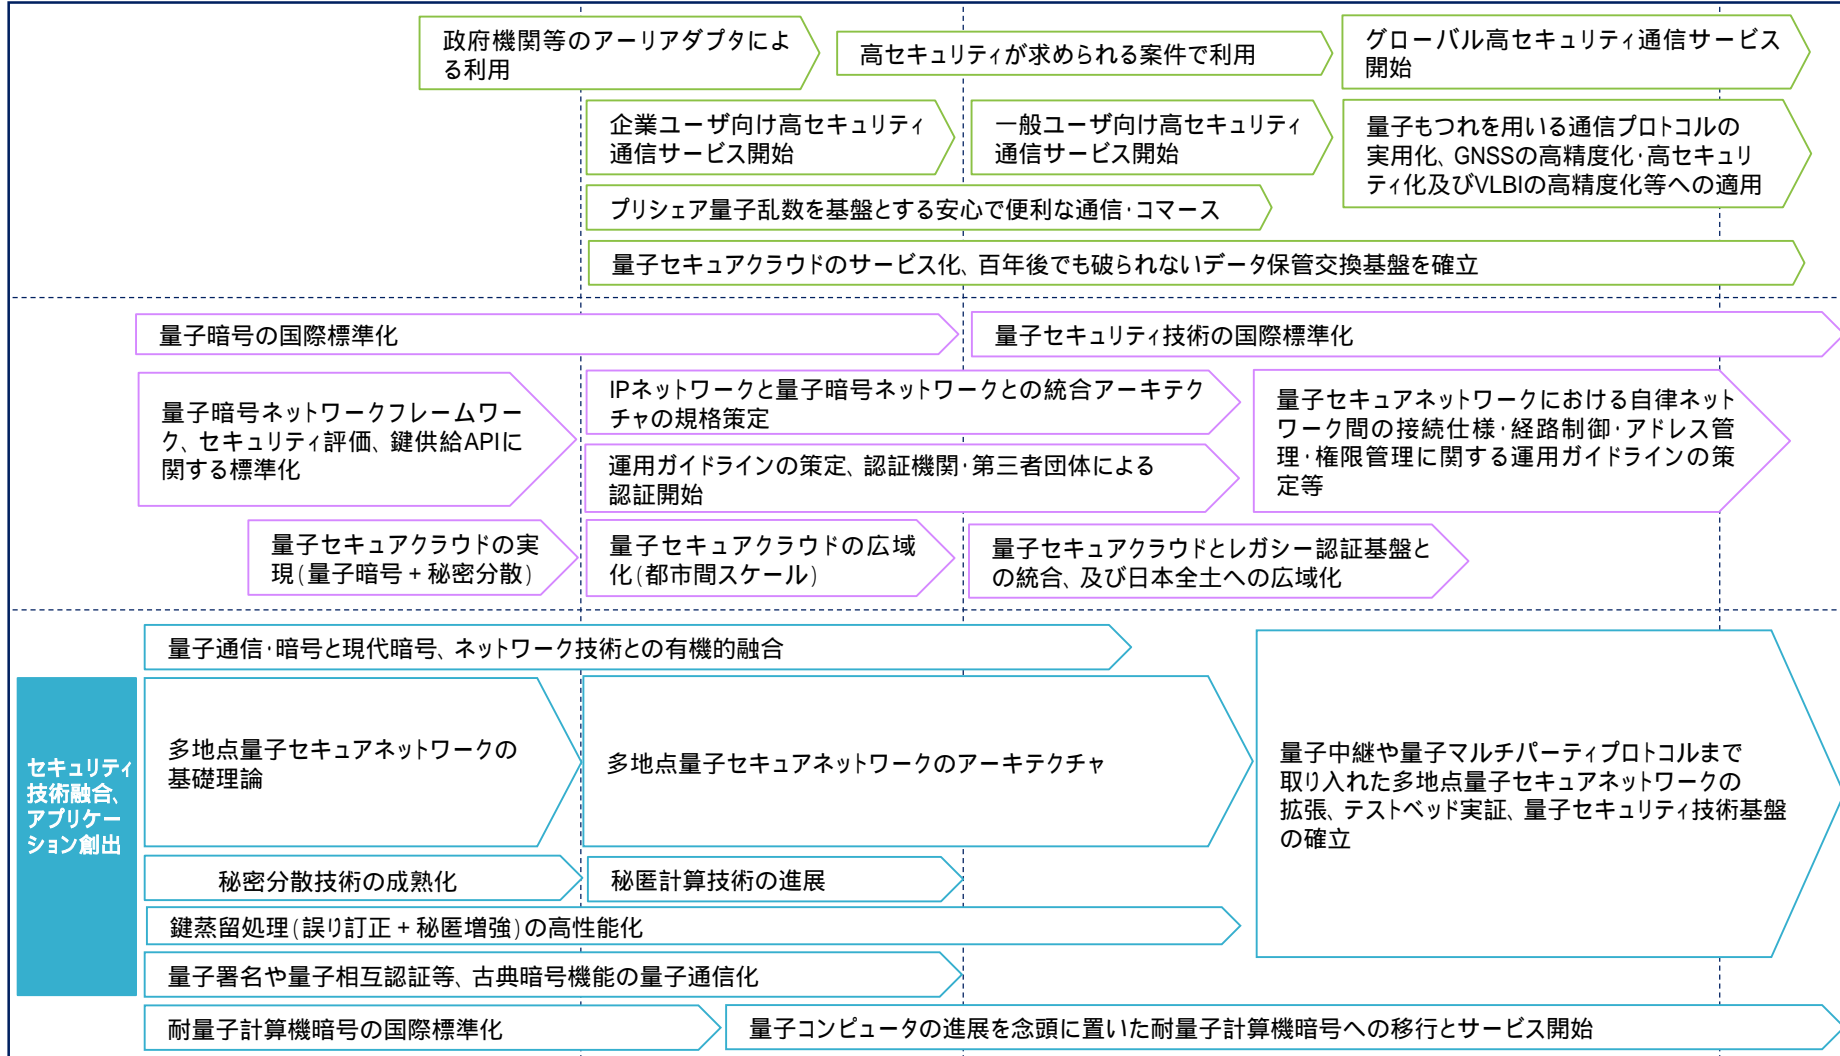 政府機関等のアーリアダプタによ
る利用
高セキュリティが求められる案件で利用
グローバル高セキュリティ通信サービス
開始
企業ユーザ向け高セキュリティ
通信サービス開始
一般ユーザ向け高セキュリティ
通信サービス開始
量子もつれを用いる通信プロトコルの
実用化、GNSSの高精度化・高セキュリ
ティ化及びVLBIの高精度化等への適用
プリシェア量子乱数を基盤とする安心で便利な通信・コマース
量子セキュアクラウドのサービス化、百年後でも破られないデータ保管交換基盤を確立
量子暗号の国際標準化
量子セキュリティ技術の国際標準化
量子暗号ネットワークフレームワー
ク、セキュリティ評価、鍵供給APIに
関する標準化
IPネットワークと量子暗号ネットワークとの統合アーキテク
チャの規格策定
運用ガイドラインの策定、認証機関・第三者団体による
認証開始
量子セキュアネットワークにおける自律ネット
ワーク間の接続仕様・経路制御・アドレス管
理・権限管理に関する運用ガイドラインの策
定等
量子セキュアクラウドの実
現(量子暗号+秘密分散)
量子セキュアクラウドの広域
化(都市間スケール)
量子セキュアクラウドとレガシー認証基盤と
の統合、及び日本全土への広域化
セキュリティ
技術融合、
アプリケー
ション創出
量子通信・暗号と現代暗号、ネットワーク技術との有機的融合
多地点量子セキュアネットワークの
基礎理論
多地点量子セキュアネットワークのアーキテクチャ
量子中継や量子マルチパーティプロトコルまで
取り入れた多地点量子セキュアネットワークの
拡張、テストベッド実証、量子セキュリティ技術基盤
の確立
秘密分散技術の成熟化
秘匿計算技術の進展
鍵蒸留処理(誤り訂正+秘匿増強)の高性能化
量子署名や量子相互認証等、古典暗号機能の量子通信化
耐量子計算機暗号の国際標準化
量子コンピュータの進展を念頭に置いた耐量子計算機暗号への移行とサービス開始